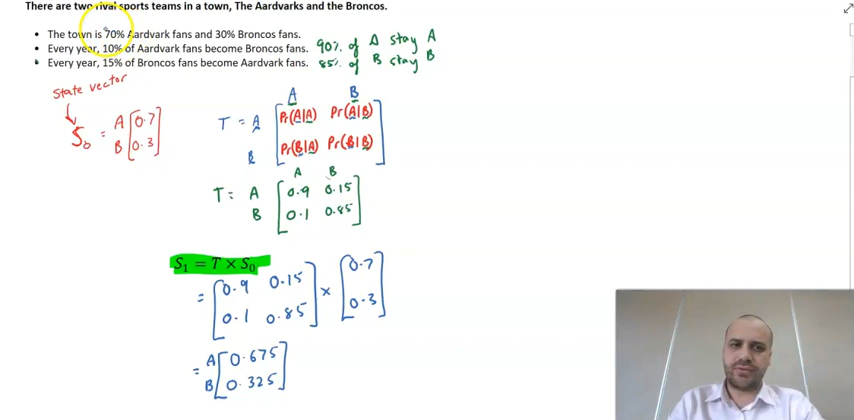 There are two rival sports teams in a town, The Aardvarks and the Broncos.
• The town is 70% Aardvark fans and 30% Broncos fans.
• Every year, 10% of Aardvark fans become Broncos fans. 90% of A stay A
• Every year, 15% of Broncos fans become Aardvark fans. 85% of B stay B
State vector
A B
S₀ = A [0.7
B 0.3]
T = A [Pr(A|A) Pr(A|B)
B Pr(B|A) Pr(B|B)]
A B
T = A [0.9 0.15
B 0.1 0.85]
S₁ = T × S₀
= [0.9 0.15
0.1 0.85] × [0.7
0.3]
= A [0.675
B 0.325]